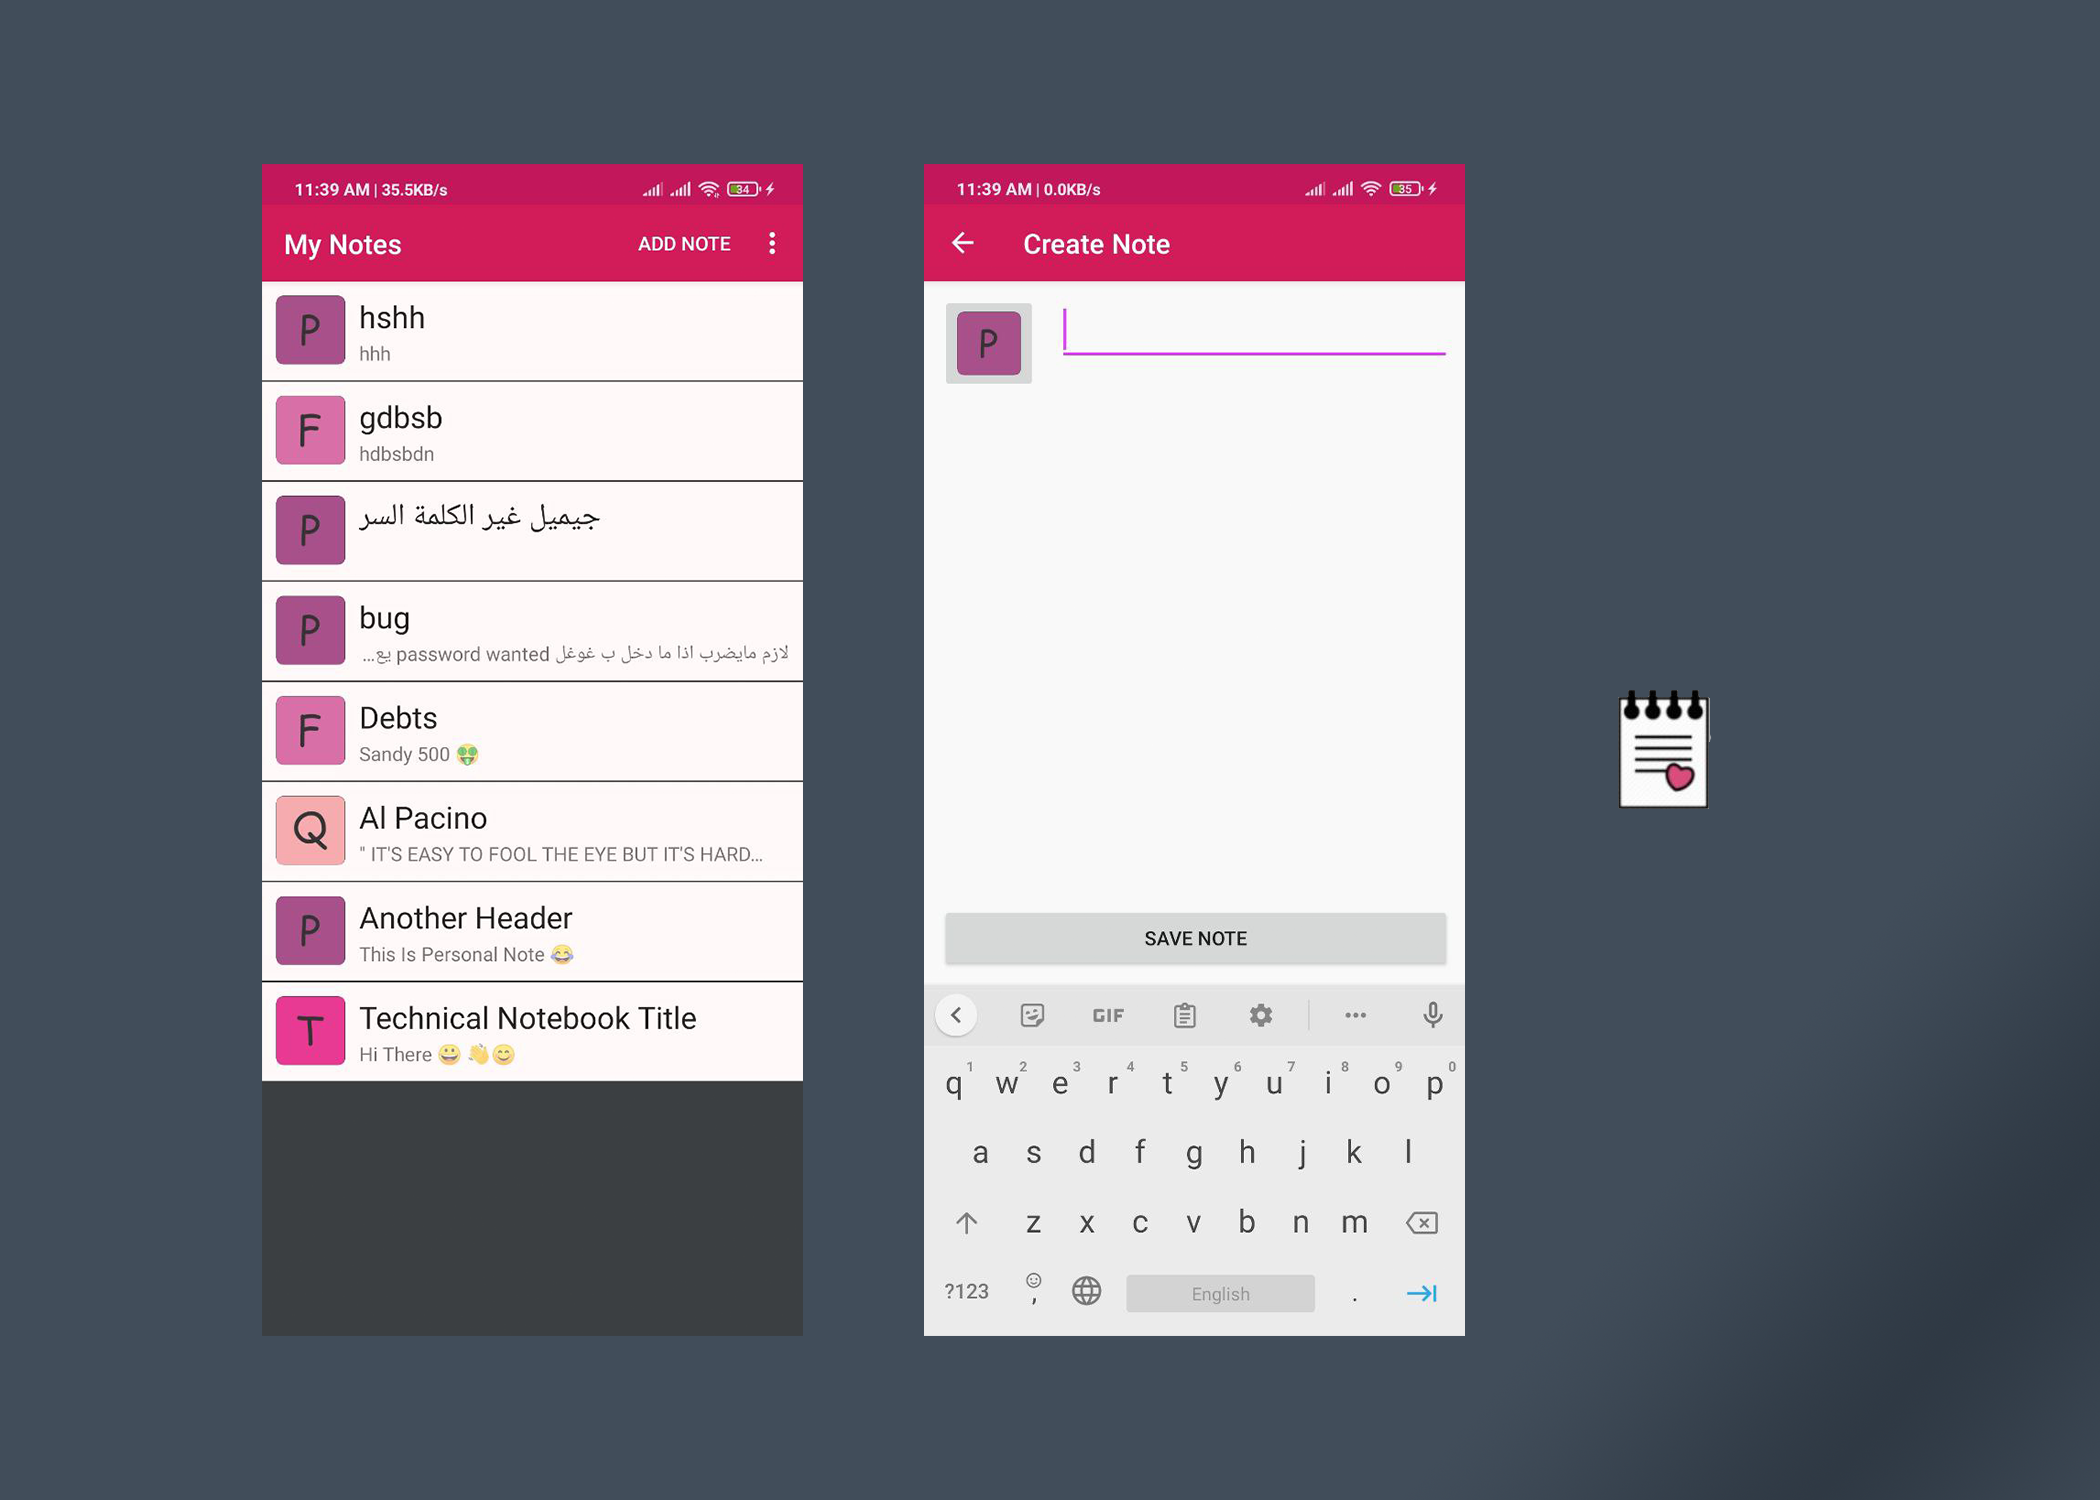 11:39 AM | 35.5KB/s
34
My Notes
ADD NOTE
P
hshh
hhh
F
gdbsb
hdbsbdn
P
جيميل غير الكلمة السر
P
bug
لازم مايضرب اذا ما دخل ب غوغل password wanted يع...
F
Debts
Sandy 500 🤑
Q
Al Pacino
" IT'S EASY TO FOOL THE EYE BUT IT'S HARD...
P
Another Header
This Is Personal Note 😂
T
Technical Notebook Title
Hi There 😀 👋😊
11:39 AM | 0.0KB/s
35
Create Note
P
SAVE NOTE
GIF
1 2 3 4 5 6 7 8 9 0
q w e r t y u i o p
a s d f g h j k l
z x c v b n m
?123 , English .